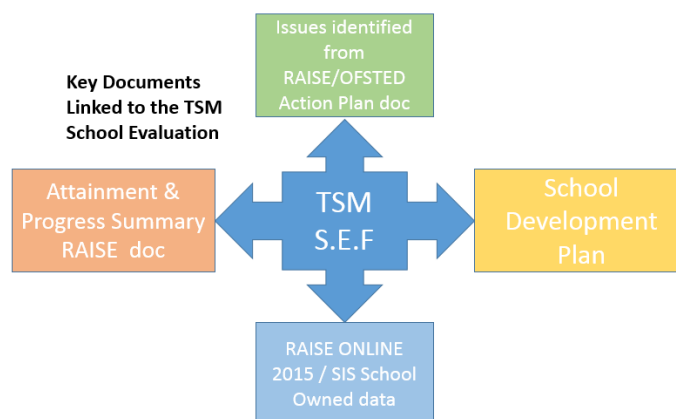 Issues identified
from
RAISE/OFSTED
Action Plan doc
Key Documents
Linked to the TSM
School Evaluation
Attainment &
Progress Summary
RAISE doc
TSM
S.E.F
School
Development
Plan
RAISE ONLINE
2015 / SIS School
Owned data